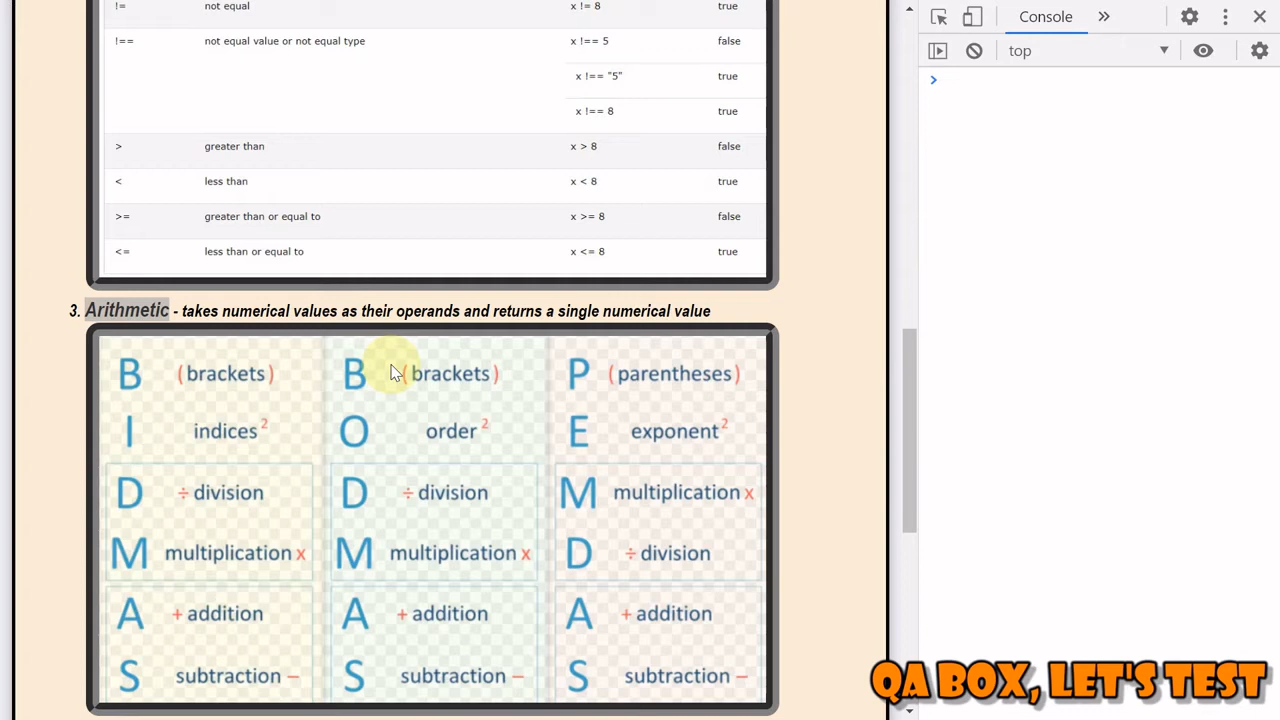 != not equal x != 8 true
!== not equal value or not equal type x !== 5 false
x !== "5" true
x !== 8 true
> greater than x > 8 false
< less than x < 8 true
>= greater than or equal to x >= 8 false
<= less than or equal to x <= 8 true
3. Arithmetic - takes numerical values as their operands and returns a single numerical value
B (brackets) B (brackets) P (parentheses)
I indices² O order² E exponent²
D ÷ division D ÷ division M multiplication x
M multiplication x M multiplication x D ÷ division
A + addition A + addition A + addition
S subtraction – S subtraction – S subtraction –
Console »
top
>
QA BOX, LET'S TEST